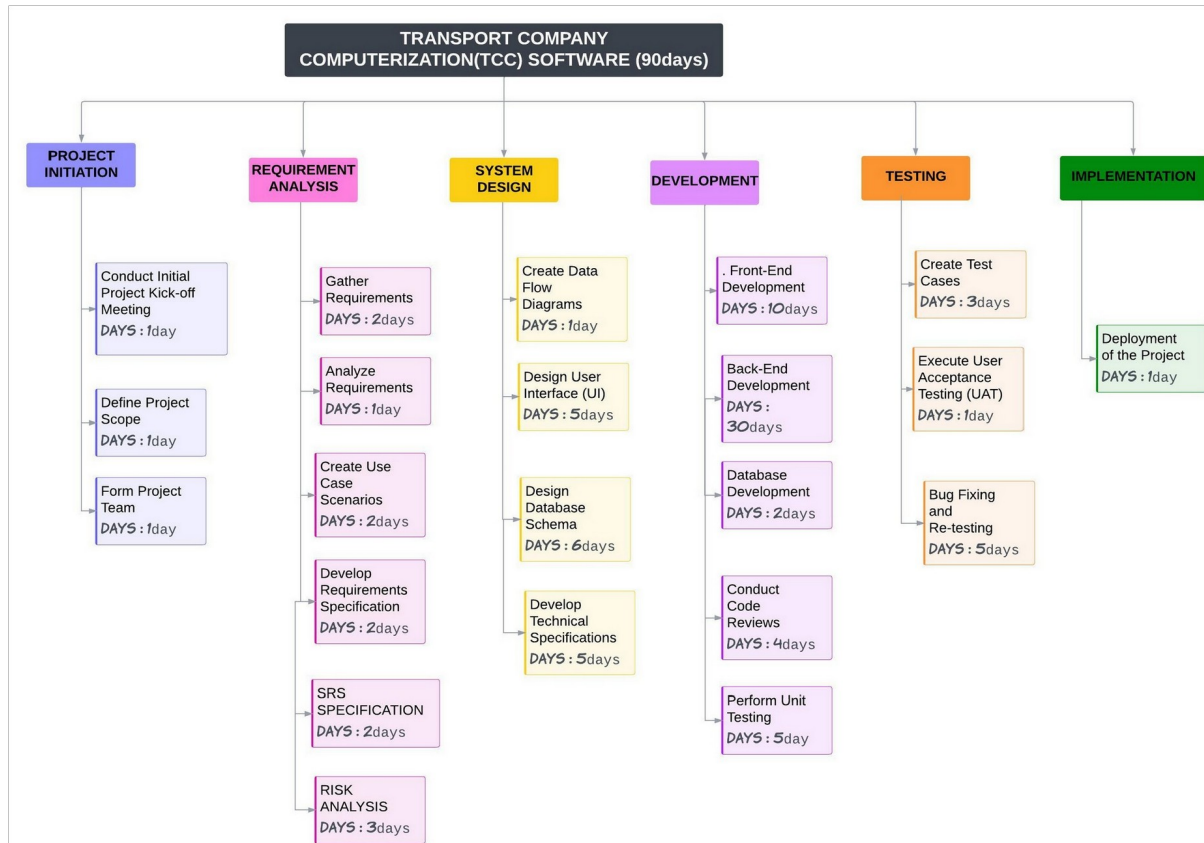 TRANSPORT COMPANY
COMPUTERIZATION(TCC) SOFTWARE (90days)
PROJECT
INITIATION
Conduct Initial
Project Kick-off
Meeting
DAYS : 1day
Define Project
Scope
DAYS : 1day
Form Project
Team
DAYS : 1day
REQUIREMENT
ANALYSIS
Gather
Requirements
DAYS : 2days
Analyze
Requirements
DAYS : 1day
Create Use
Case
Scenarios
DAYS : 2days
Develop
Requirements
Specification
DAYS : 2days
SRS
SPECIFICATION
DAYS : 2days
RISK
ANALYSIS
DAYS : 3days
SYSTEM
DESIGN
Create Data
Flow
Diagrams
DAYS : 1day
Design User
Interface (UI)
DAYS : 5days
Design
Database
Schema
DAYS : 6days
Develop
Technical
Specifications
DAYS : 5days
DEVELOPMENT
. Front-End
Development
DAYS : 10days
Back-End
Development
DAYS :
30days
Database
Development
DAYS : 2days
Conduct
Code
Reviews
DAYS : 4days
Perform Unit
Testing
DAYS : 5day
TESTING
Create Test
Cases
DAYS : 3days
Execute User
Acceptance
Testing (UAT)
DAYS : 1day
Bug Fixing
and
Re-testing
DAYS : 5days
IMPLEMENTATION
Deployment
of the Project
DAYS : 1day